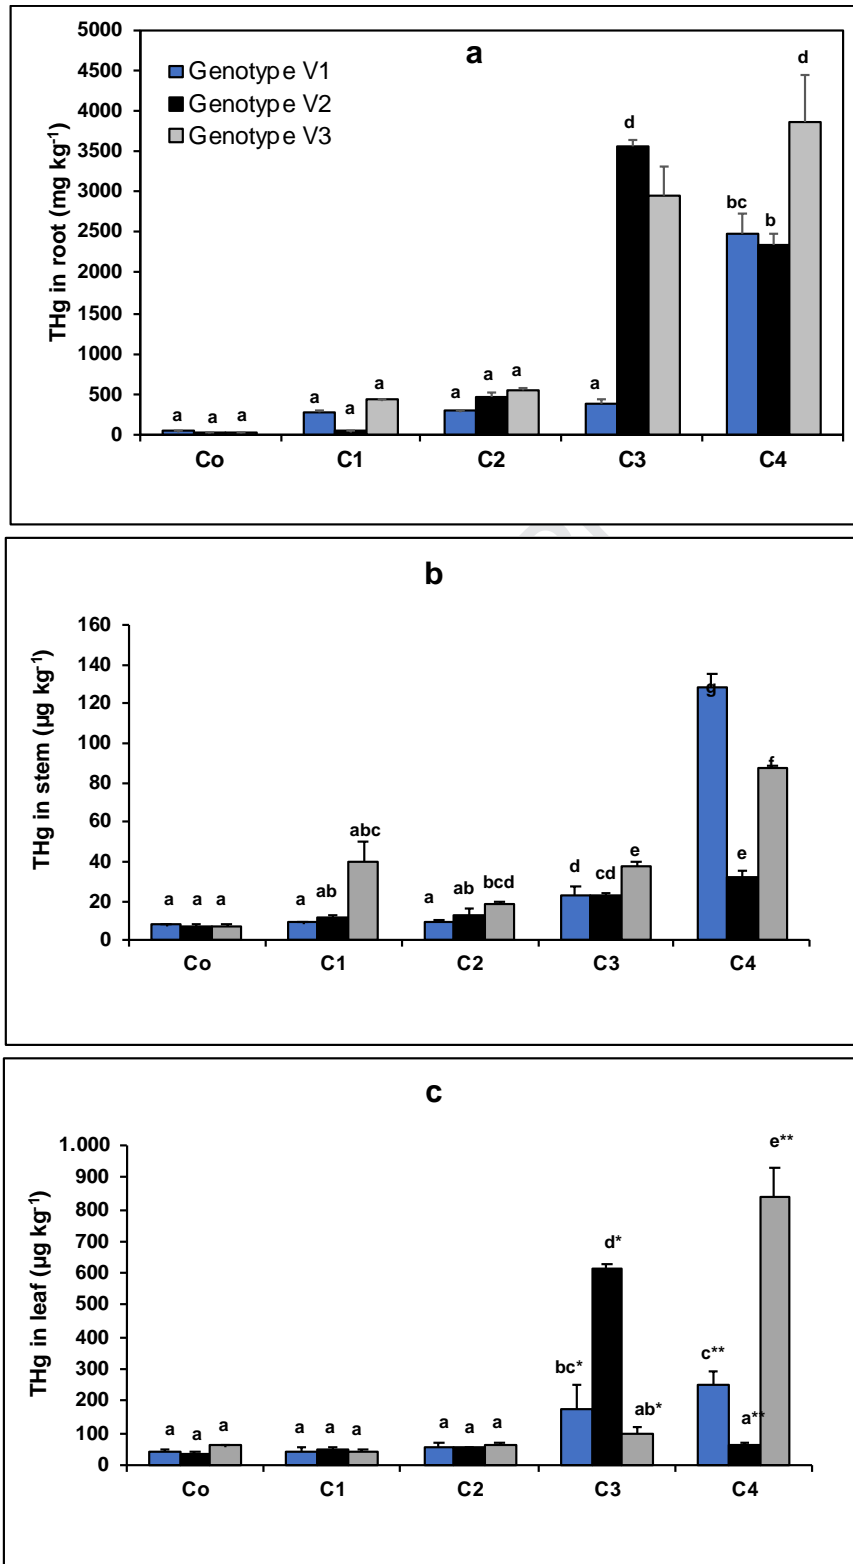 a
Genotype V1
Genotype V2
Genotype V3
THg in root (mg kg⁻¹)
5000
4500
4000
3500
3000
2500
2000
1500
1000
500
0
a a a
a a a
a a a
a d
bc b d
Co C1 C2 C3 C4
b
THg in stem (µg kg⁻¹)
160
140
120
100
80
60
40
20
0
a a a
a ab abc
a ab bcd
d cd e
g e f
Co C1 C2 C3 C4
c
THg in leaf (µg kg⁻¹)
1.000
900
800
700
600
500
400
300
200
100
0
a a a
a a a
a a a
bc* d* ab*
c** a** e**
Co C1 C2 C3 C4